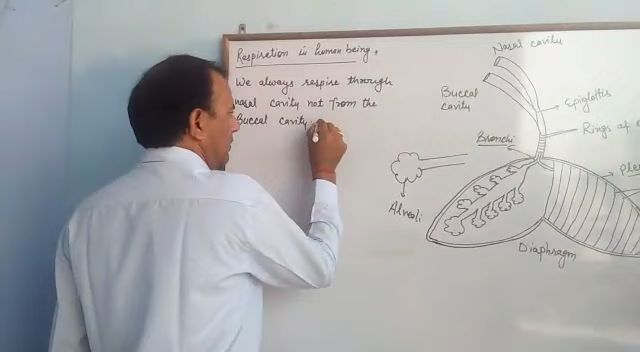 Respiration in human being.
We always respire through
nasal cavity not from the
Buccal cavity
Nasal cavity
Buccal
cavity
Epiglottis
Rings of
Bronchi
Alveoli
Diaphragm